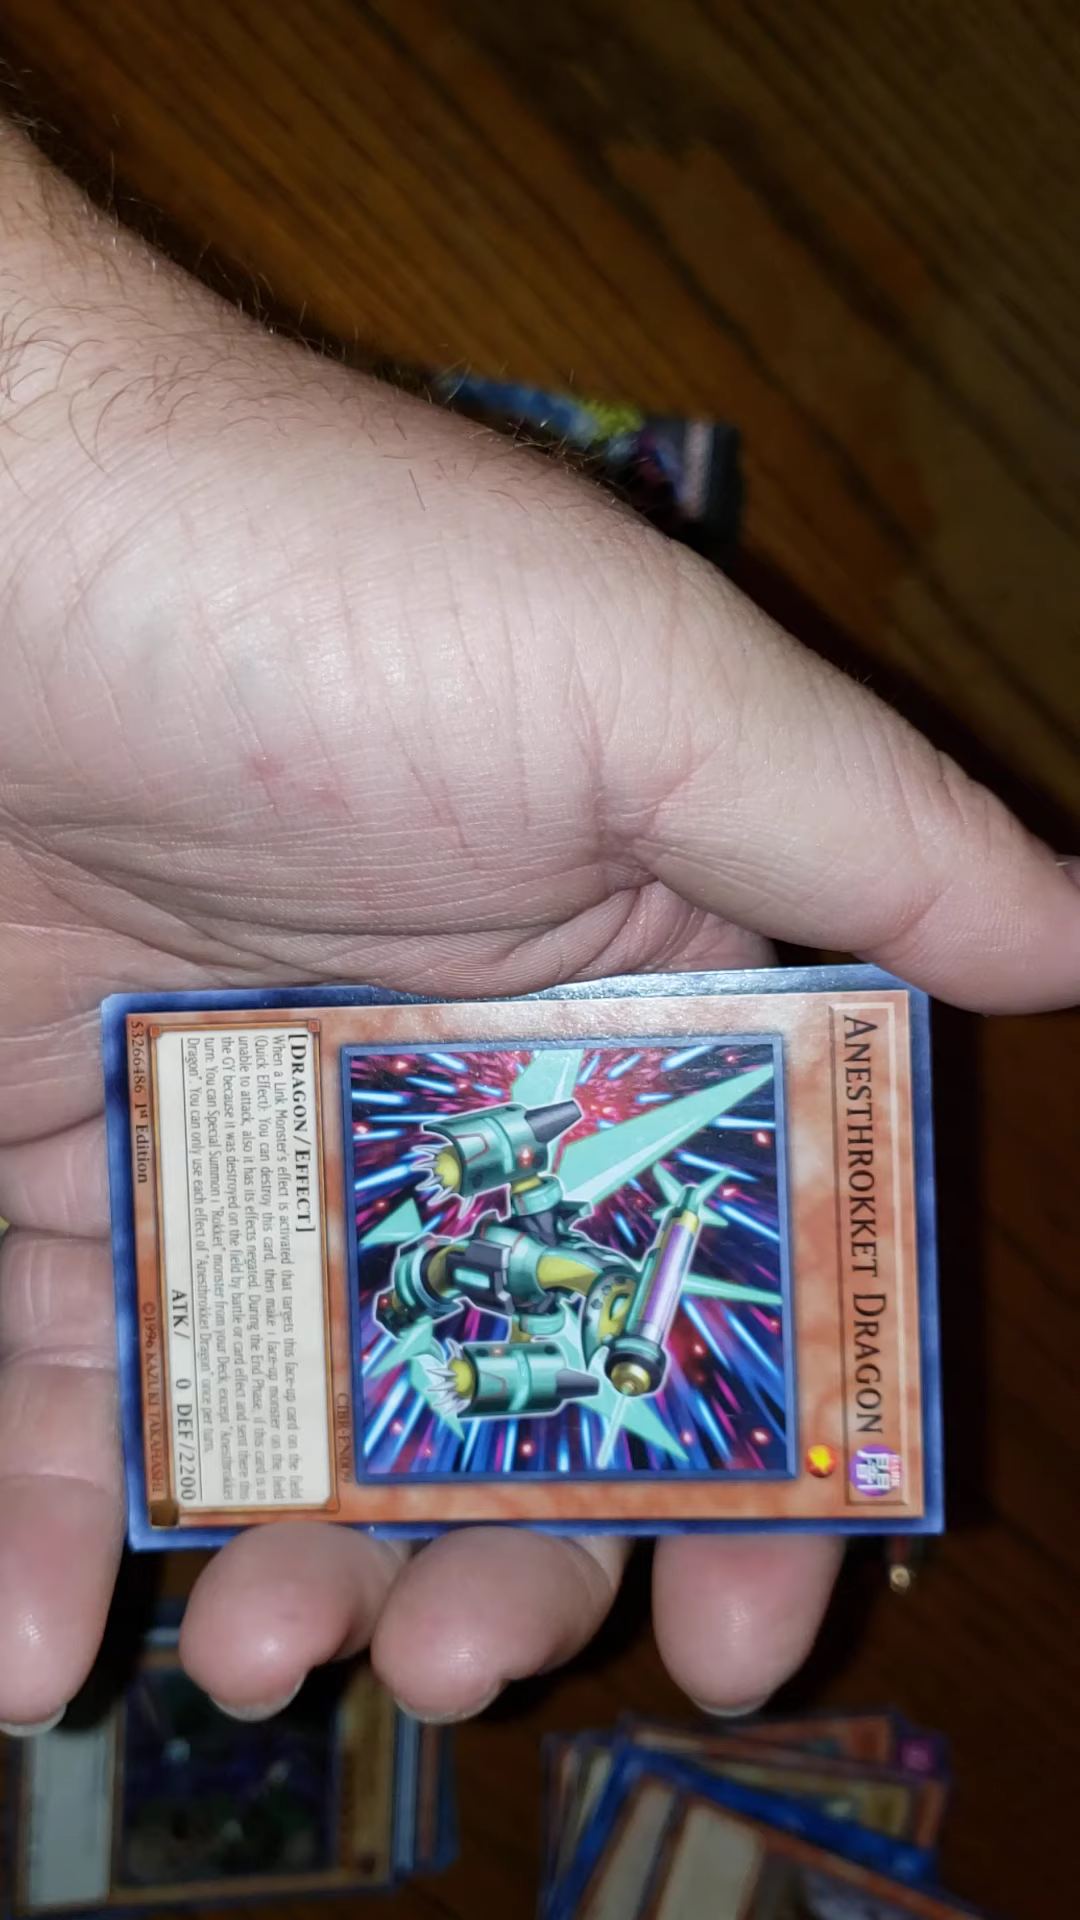 ANESTHROKKET DRAGON
DARK
闇
CIBR-EN009
[DRAGON/EFFECT]
When a Link Monster's effect is activated that targets this face-up card on the field
(Quick Effect): You can destroy this card, then make 1 face-up monster on the field
unable to attack, also it has its effects negated. During the End Phase, if this card is in
the GY because it was destroyed on the field by battle or card effect and sent there this
turn: You can Special Summon 1 "Rokket" monster from your Deck, except "Anesthrokket
Dragon". You can only use each effect of "Anesthrokket Dragon" once per turn.
ATK/ 0 DEF/2200
53266486 1st Edition
©1996 KAZUKI TAKAHASHI